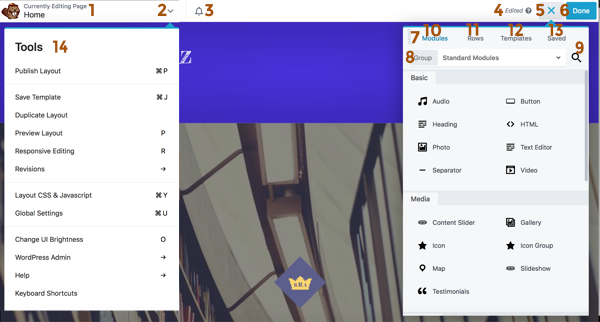 Currently Editing Page 1
Home
2
3
4 Edited
5
6 Done
Tools 14
Publish Layout ⌘P
Save Template ⌘J
Duplicate Layout
Preview Layout P
Responsive Editing R
Revisions →
Layout CSS & Javascript ⌘Y
Global Settings ⌘U
Change UI Brightness O
WordPress Admin →
Help →
Keyboard Shortcuts
Z
BRX
10 11 12 13
7 Modules Rows Templates Saved
8 Group Standard Modules 9
Basic
Audio Button
Heading HTML
Photo Text Editor
Separator Video
Media
Content Slider Gallery
Icon Icon Group
Map Slideshow
Testimonials